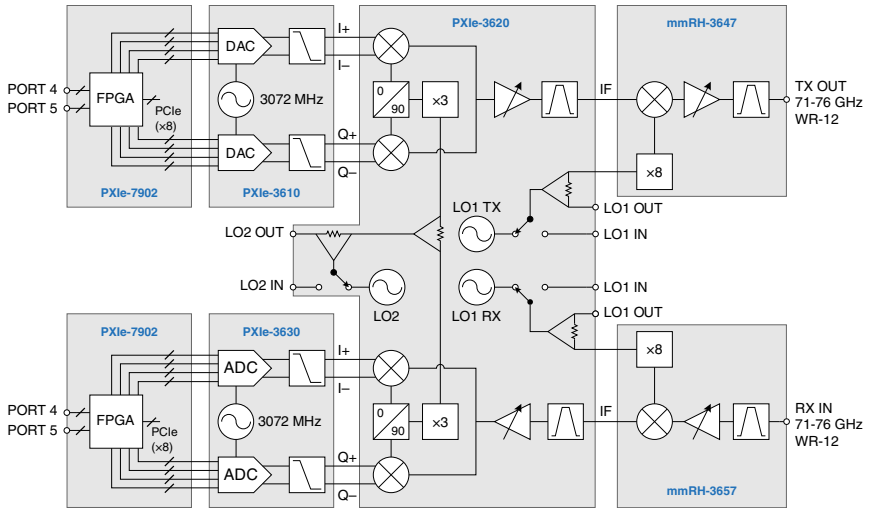 PXIe-3620
mmRH-3647
PORT 4
PORT 5
FPGA
PCIe
(×8)
PXIe-7902
DAC
3072 MHz
DAC
PXIe-3610
I+
I−
Q+
Q−
0
90
×3
IF
×8
TX OUT
71-76 GHz
WR-12
LO1 TX
LO1 OUT
LO1 IN
LO2 OUT
LO2 IN
LO2
LO1 RX
LO1 IN
LO1 OUT
PXIe-7902
PXIe-3630
PORT 4
PORT 5
FPGA
PCIe
(×8)
ADC
3072 MHz
ADC
I+
I−
Q+
Q−
0
90
×3
IF
×8
RX IN
71-76 GHz
WR-12
mmRH-3657